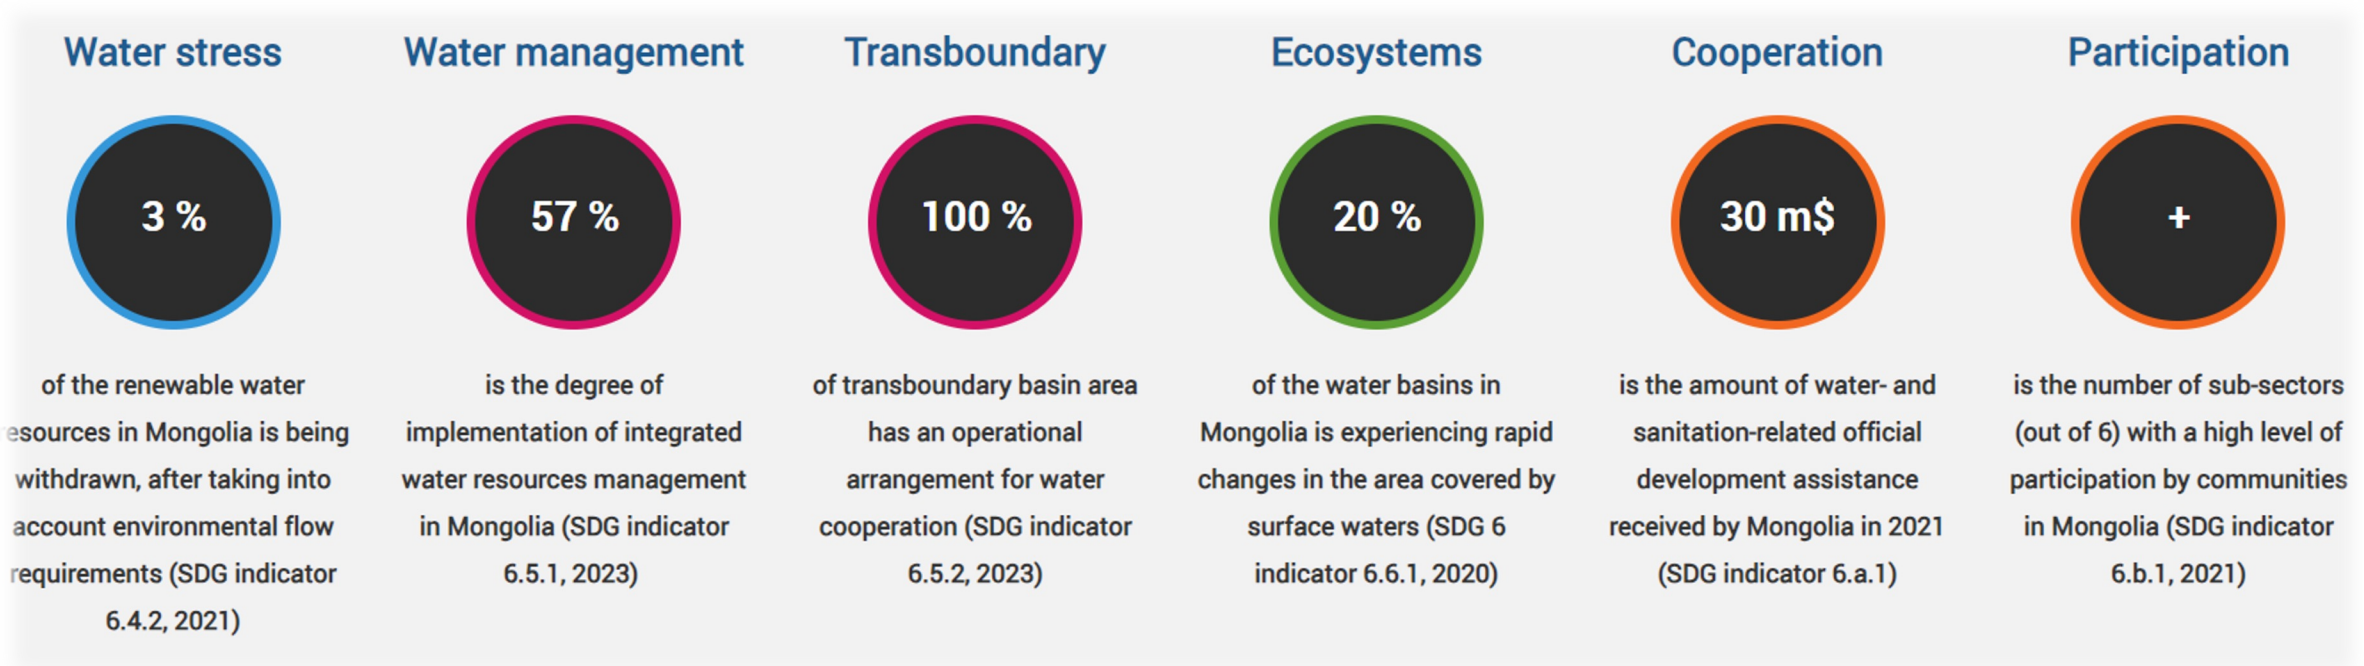 Water stress
3 %
of the renewable water
resources in Mongolia is being
withdrawn, after taking into
account environmental flow
requirements (SDG indicator
6.4.2, 2021)
Water management
57 %
is the degree of
implementation of integrated
water resources management
in Mongolia (SDG indicator
6.5.1, 2023)
Transboundary
100 %
of transboundary basin area
has an operational
arrangement for water
cooperation (SDG indicator
6.5.2, 2023)
Ecosystems
20 %
of the water basins in
Mongolia is experiencing rapid
changes in the area covered by
surface waters (SDG 6
indicator 6.6.1, 2020)
Cooperation
30 m$
is the amount of water- and
sanitation-related official
development assistance
received by Mongolia in 2021
(SDG indicator 6.a.1)
Participation
+
is the number of sub-sectors
(out of 6) with a high level of
participation by communities
in Mongolia (SDG indicator
6.b.1, 2021)